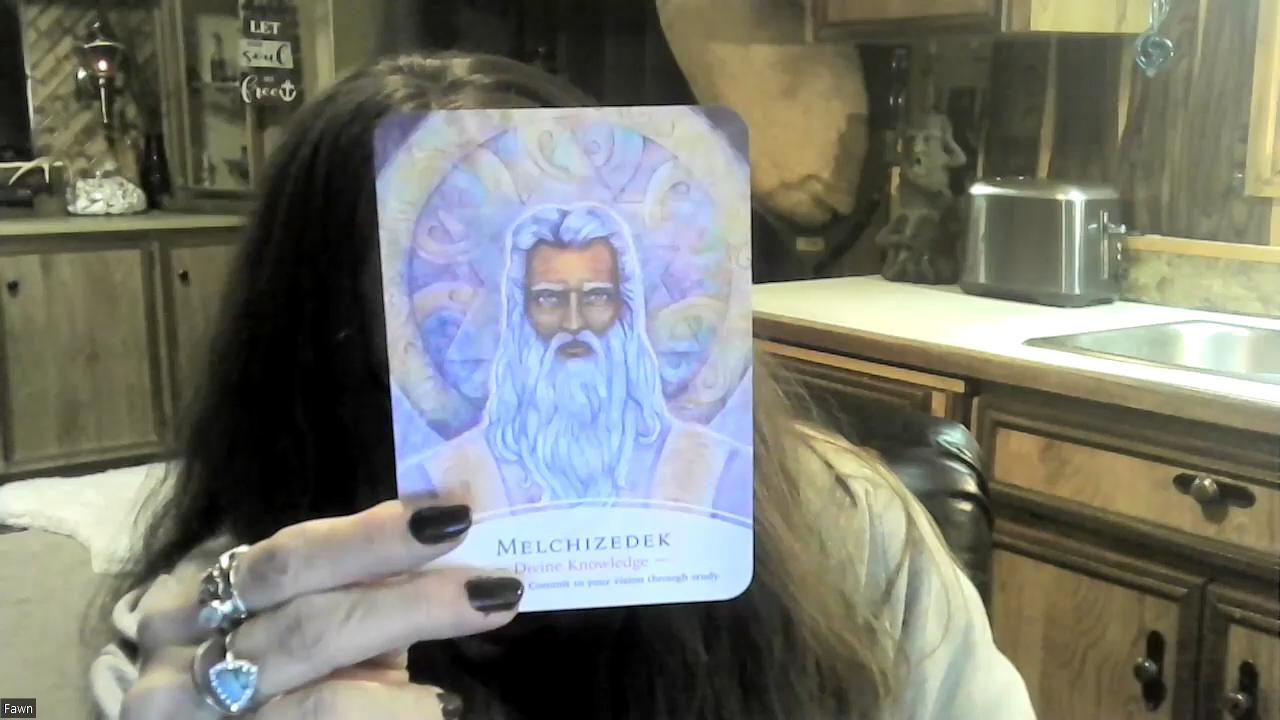 LET
soul
free
MELCHIZEDEK
— Divine Knowledge —
Commit to your vision through study
Fawn